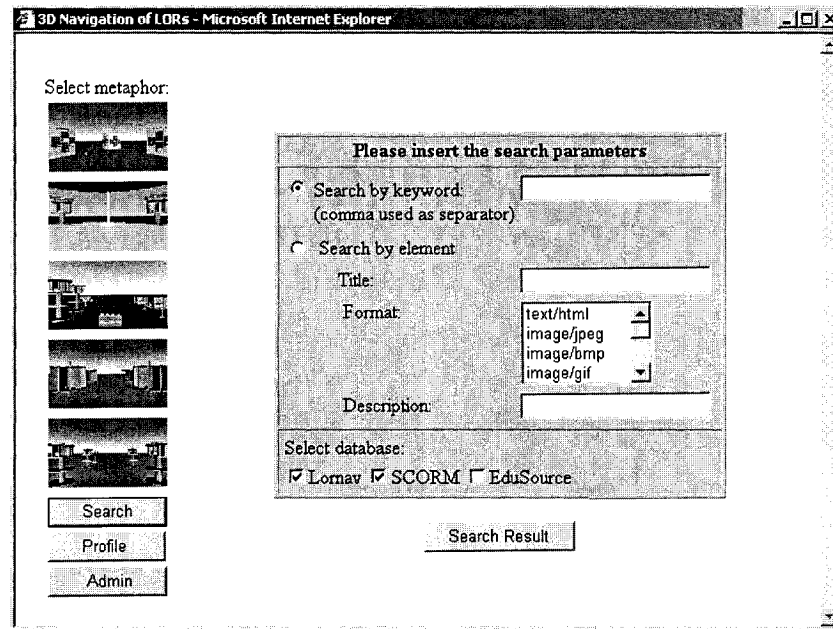 3D Navigation of LORs - Microsoft Internet Explorer
Select metaphor:
Please insert the search parameters
Search by keyword:
(comma used as separator)
Search by element
Title:
Format:
text/html
image/jpeg
image/bmp
image/gif
Description:
Select database:
Lornav SCORM EduSource
Search
Profile
Admin
Search Result